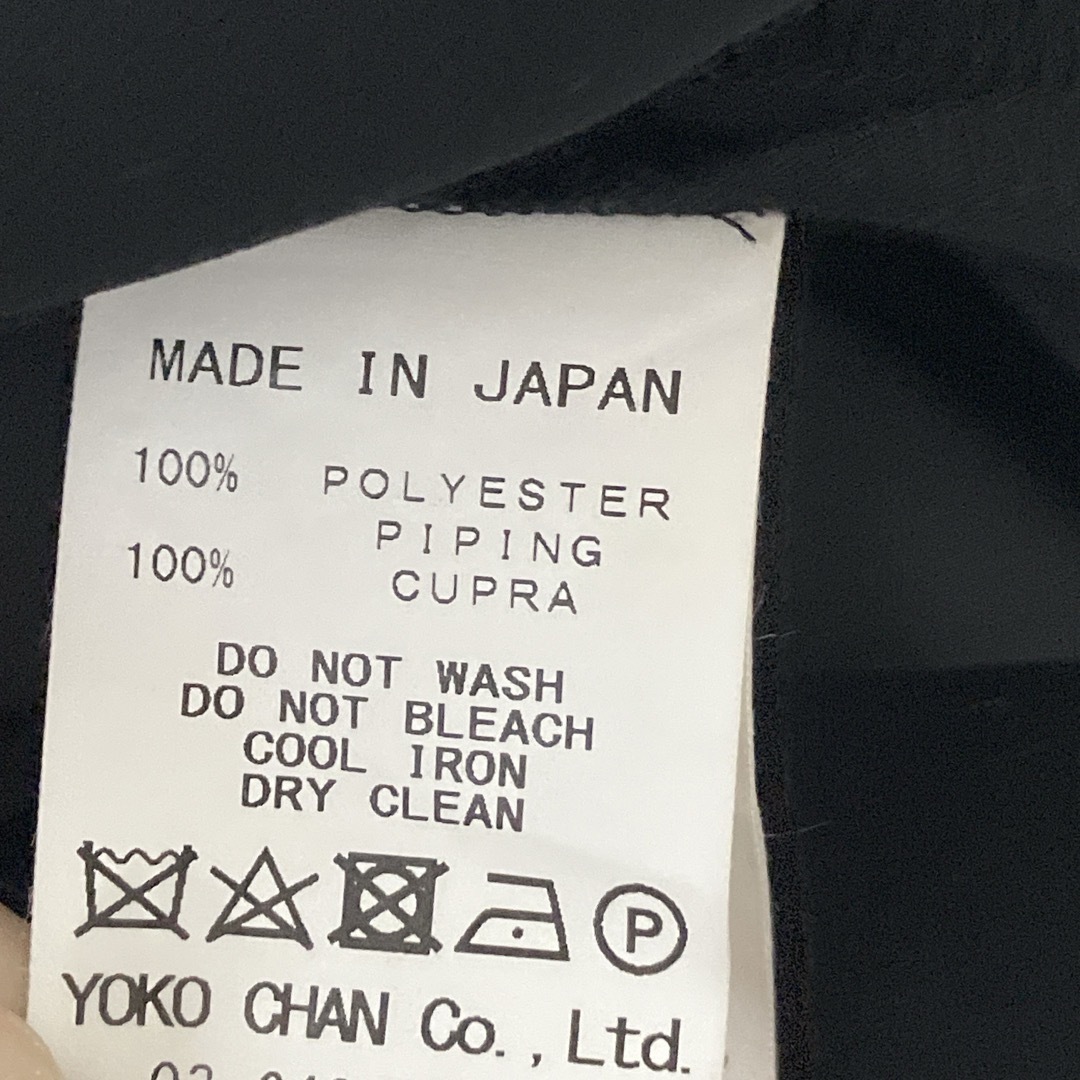 MADE IN JAPAN
100% POLYESTER
PIPING
100% CUPRA
DO NOT WASH
DO NOT BLEACH
COOL IRON
DRY CLEAN
P
YOKO CHAN Co., Ltd.